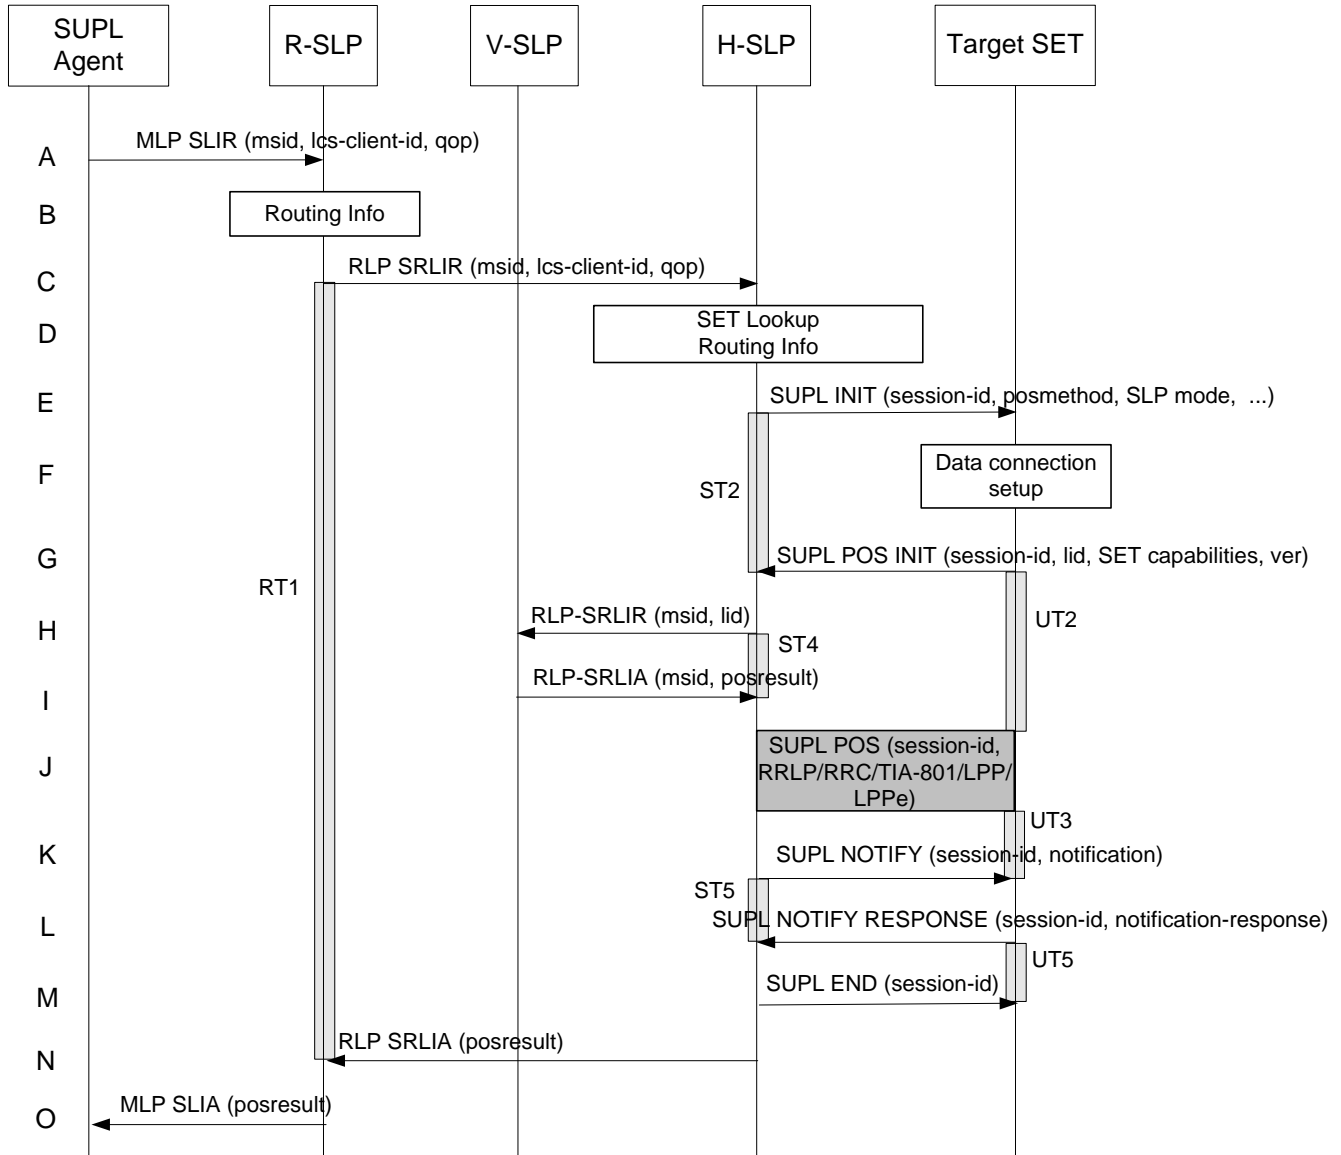 SUPL
Agent
R-SLP
V-SLP
H-SLP
Target SET
A
MLP SLIR (msid, lcs-client-id, qop)
B
Routing Info
C
RLP SRLIR (msid, lcs-client-id, qop)
D
SET Lookup
Routing Info
E
SUPL INIT (session-id, posmethod, SLP mode, ...)
F
Data connection
setup
ST2
G
SUPL POS INIT (session-id, lid, SET capabilities, ver)
RT1
H
RLP-SRLIR (msid, lid)
UT2
ST4
I
RLP-SRLIA (msid, posresult)
J
SUPL POS (session-id,
RRLP/RRC/TIA-801/LPP/
LPPe)
UT3
K
SUPL NOTIFY (session-id, notification)
ST5
L
SUPL NOTIFY RESPONSE (session-id, notification-response)
UT5
M
SUPL END (session-id)
N
RLP SRLIA (posresult)
O
MLP SLIA (posresult)